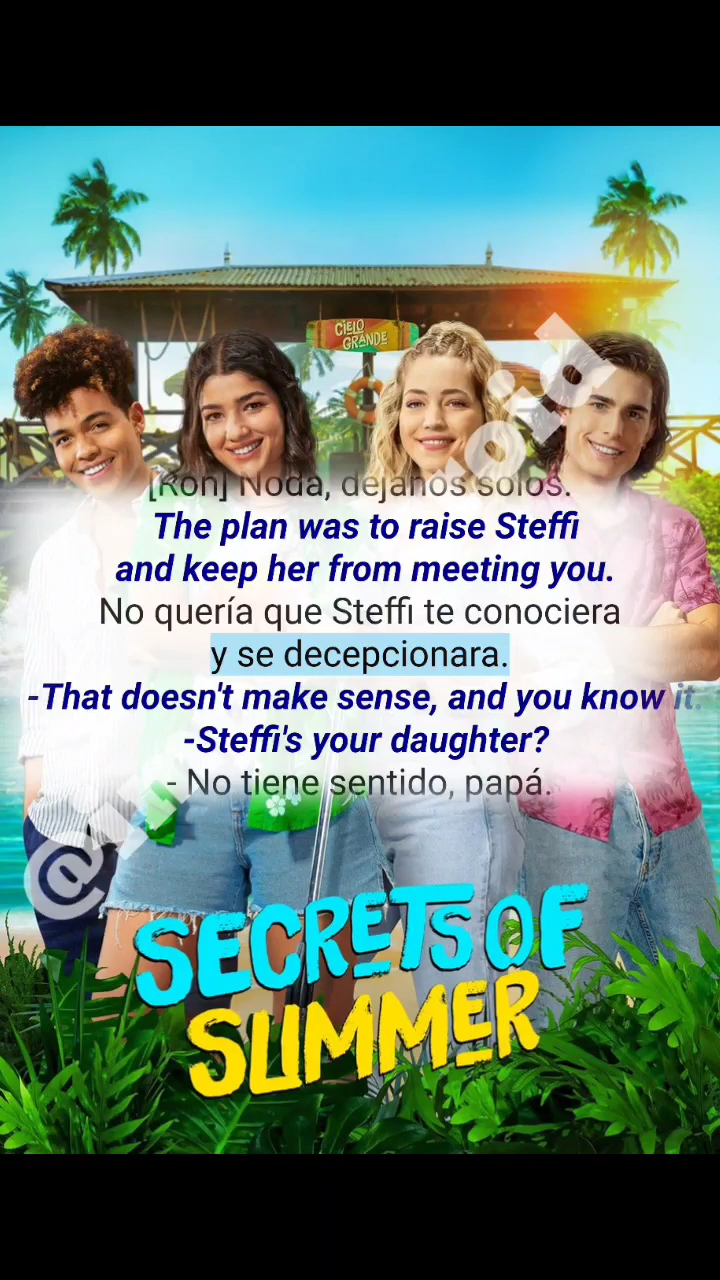 CIELO
GRANDE
[Ron] Noda, déjanos solos.
The plan was to raise Steffi
and keep her from meeting you.
No quería que Steffi te conociera
y se decepcionara.
-That doesn't make sense, and you know it.
-Steffi's your daughter?
- No tiene sentido, papá.
SECRETS OF
SUMMER